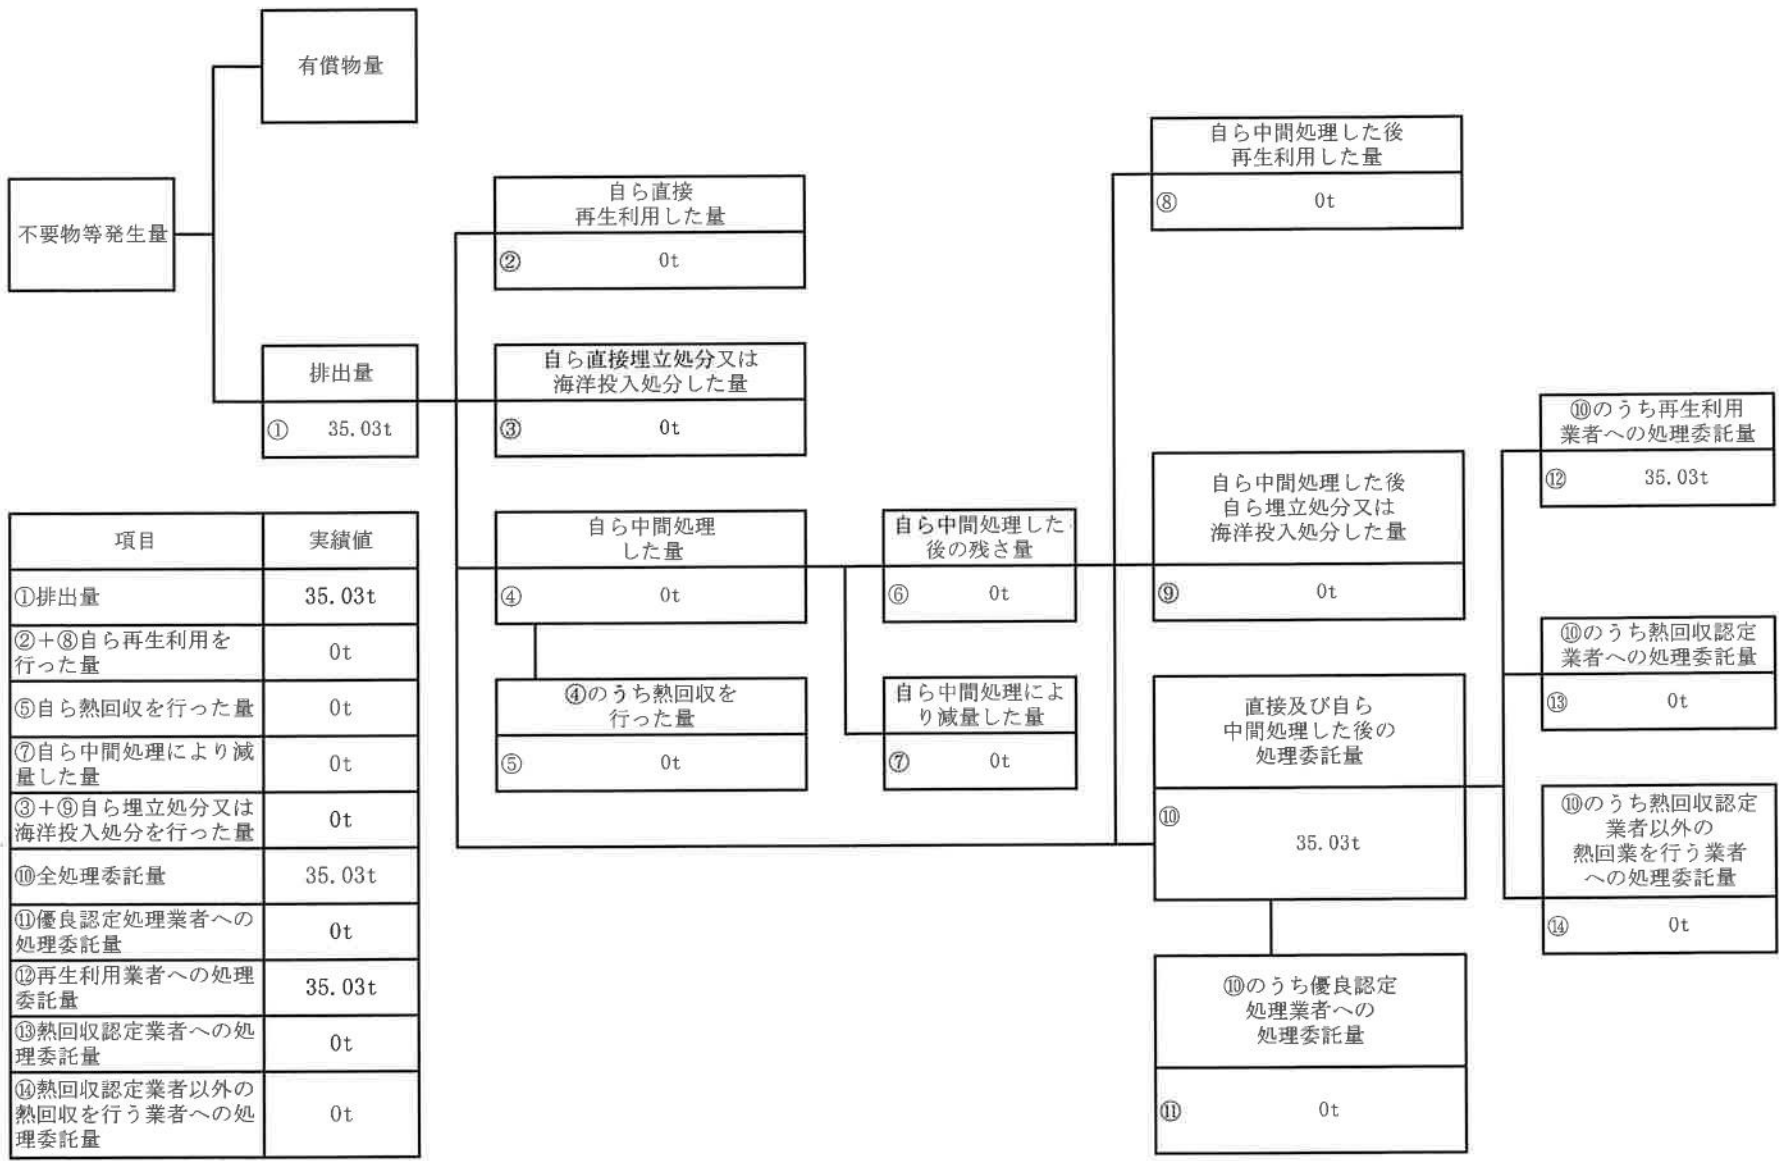 有償物量
不要物等発生量
排出量
① 35.03t
自ら直接
再生利用した量
② 0t
自ら直接埋立処分又は
海洋投入処分した量
③ 0t
自ら中間処理
した量
④ 0t
④のうち熱回収を
行った量
⑤ 0t
自ら中間処理した
後の残さ量
⑥ 0t
自ら中間処理によ
り減量した量
⑦ 0t
自ら中間処理した後
再生利用した量
⑧ 0t
自ら中間処理した後
自ら埋立処分又は
海洋投入処分した量
⑨ 0t
直接及び自ら
中間処理した後の
処理委託量
⑩
35.03t
⑩のうち優良認定
処理業者への
処理委託量
⑪ 0t
⑩のうち再生利用
業者への処理委託量
⑫ 35.03t
⑩のうち熱回収認定
業者への処理委託量
⑬ 0t
⑩のうち熱回収認定
業者以外の
熱回業を行う業者
への処理委託量
⑭ 0t
項目 実績値
①排出量 35.03t
②+⑧自ら再生利用を
行った量 0t
⑤自ら熱回収を行った量 0t
⑦自ら中間処理により減
量した量 0t
③+⑨自ら埋立処分又は
海洋投入処分を行った量 0t
⑩全処理委託量 35.03t
⑪優良認定処理業者への
処理委託量 0t
⑫再生利用業者への処理
委託量 35.03t
⑬熱回収認定業者への処
理委託量 0t
⑭熱回収認定業者以外の
熱回収を行う業者への処
理委託量 0t